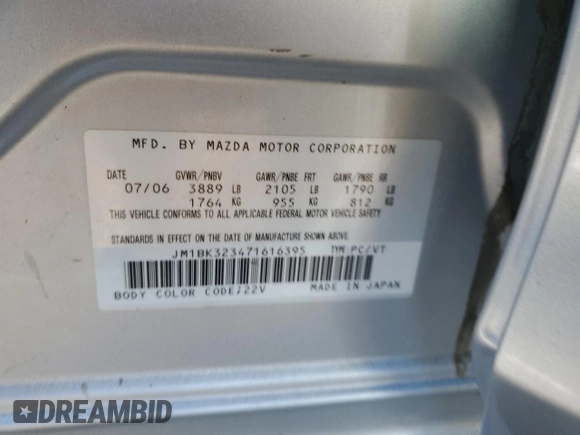 MFD. BY MAZDA MOTOR CORPORATION
DATE GVWR/PNBV GAWR/PNBE FRT GAWR/PNBE RR
07/06 3889 LB 2105 LB 1790 LB
1764 KG 955 KG 812 KG
THIS VEHICLE CONFORMS TO ALL APPLICABLE FEDERAL MOTOR VEHICLE SAFETY
STANDARDS IN EFFECT ON DATE OF MANUFACTURE SHOWN ABOVE.
JM1BK323471616395 TYPE:PC/VT
BODY COLOR CODE/22V MADE IN JAPAN
DREAMBID